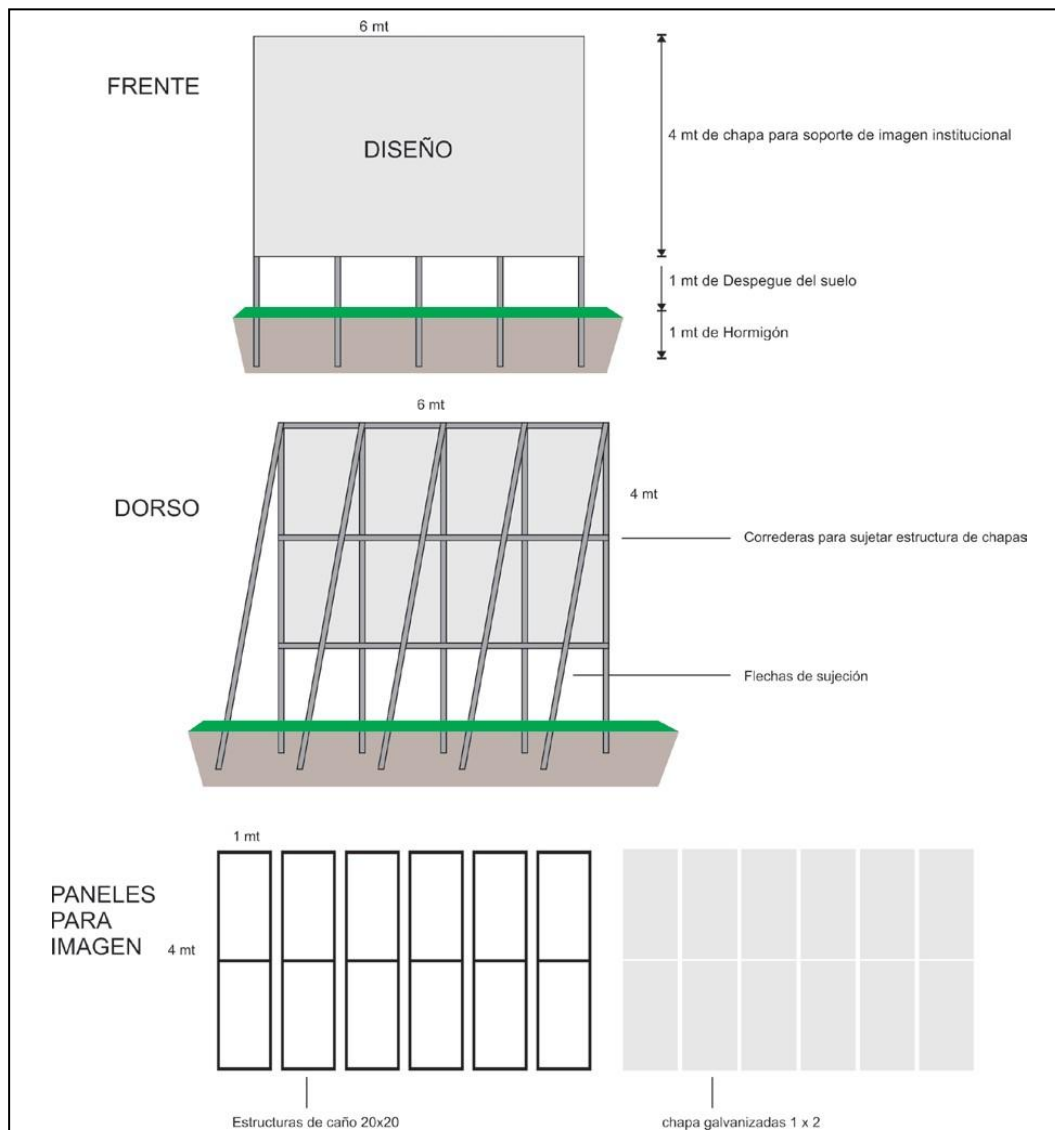 6 mt
FRENTE
DISEÑO
4 mt de chapa para soporte de imagen institucional
1 mt de Despegue del suelo
1 mt de Hormigón
6 mt
DORSO
4 mt
Correderas para sujetar estructura de chapas
Flechas de sujeción
1 mt
PANELES
PARA
IMAGEN
4 mt
Estructuras de caño 20x20
chapa galvanizadas 1 x 2